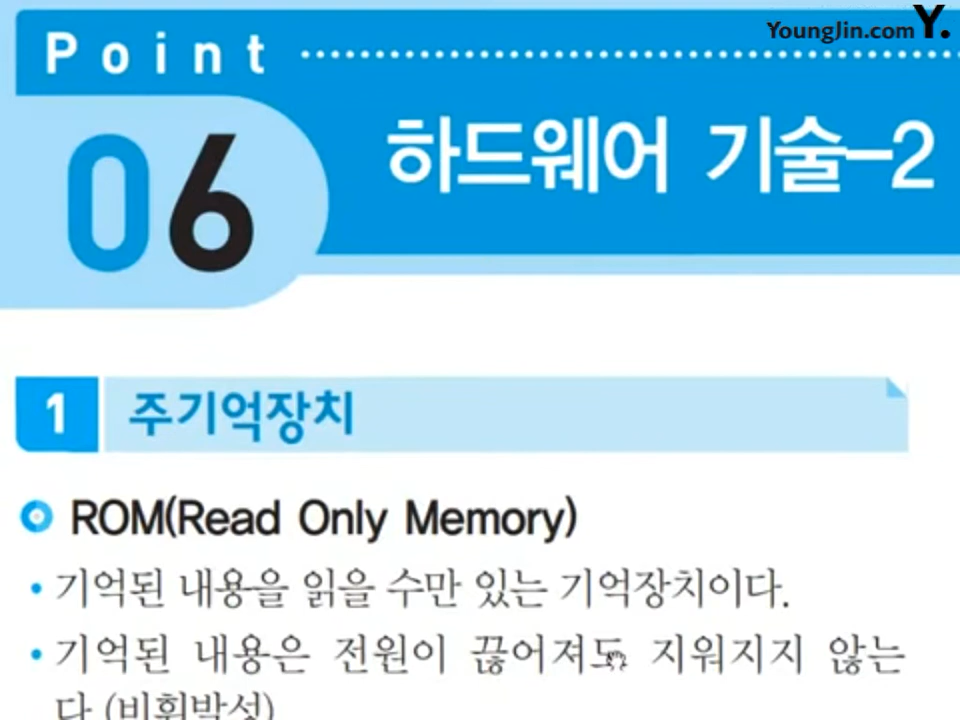 YoungJin.com Y.
Point
06
하드웨어 기술-2
1 주기억장치
ROM(Read Only Memory)
• 기억된 내용을 읽을 수만 있는 기억장치이다.
• 기억된 내용은 전원이 끊어져도 지워지지 않는
다.(비휘발성)